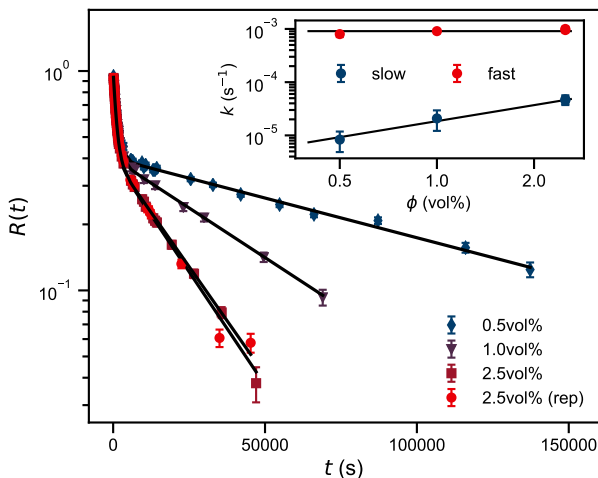 10⁻³
10⁻⁴
10⁻⁵
k (s⁻¹)
slow
fast
0.5
1.0
2.0
ϕ (vol%)
10⁰
10⁻¹
R(t)
0.5vol%
1.0vol%
2.5vol%
2.5vol% (rep)
0
50000
100000
150000
t (s)